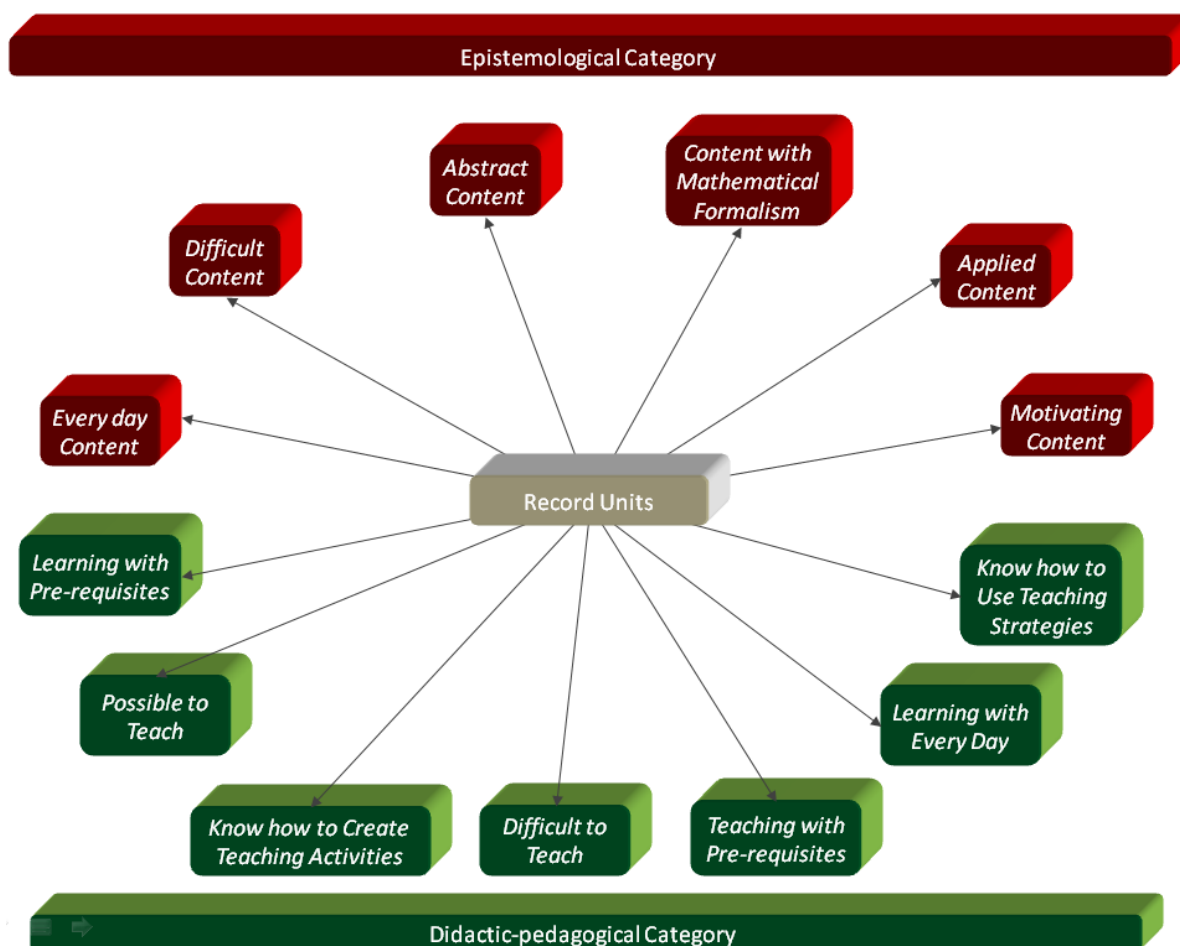 Epistemological Category
Abstract
Content
Content with
Mathematical
Formalism
Difficult
Content
Applied
Content
Every day
Content
Motivating
Content
Record Units
Learning with
Pre-requisites
Know how to
Use Teaching
Strategies
Possible to
Teach
Learning with
Every Day
Know how to Create
Teaching Activities
Difficult to
Teach
Teaching with
Pre-requisites
Didactic-pedagogical Category